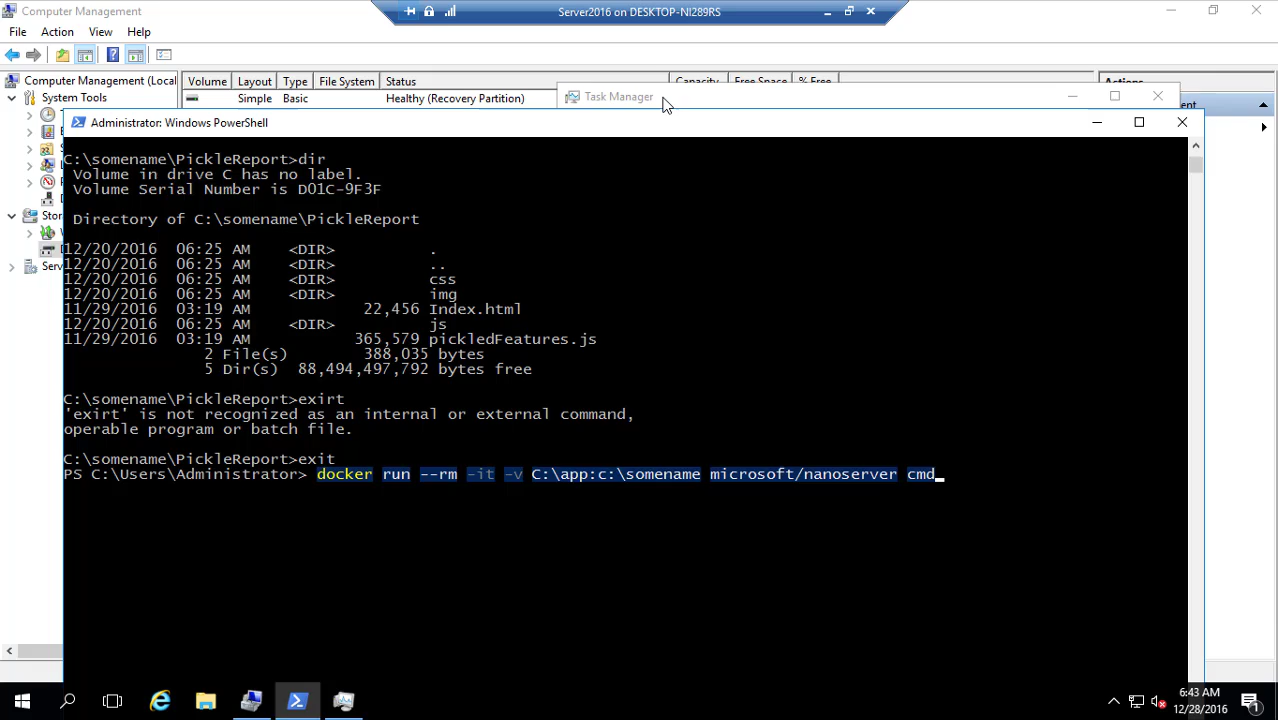 Computer Management
Server2016 on DESKTOP-NI289RS
File Action View Help
Computer Management (Local
System Tools
Stor
Serv
Volume Layout Type File System Status Capacity Free Space % Free
Simple Basic Healthy (Recovery Partition)
Actions
Task Manager
Administrator: Windows PowerShell
C:\somename\PickleReport>dir
Volume in drive C has no label.
Volume Serial Number is D01C-9F3F
Directory of C:\somename\PickleReport
12/20/2016 06:25 AM <DIR> .
12/20/2016 06:25 AM <DIR> ..
12/20/2016 06:25 AM <DIR> css
12/20/2016 06:25 AM <DIR> img
11/29/2016 03:19 AM 22,456 Index.html
12/20/2016 06:25 AM <DIR> js
11/29/2016 03:19 AM 365,579 pickledFeatures.js
2 File(s) 388,035 bytes
5 Dir(s) 88,494,497,792 bytes free
C:\somename\PickleReport>exirt
'exirt' is not recognized as an internal or external command,
operable program or batch file.
C:\somename\PickleReport>exit
PS C:\Users\Administrator> docker run --rm -it -v C:\app:c:\somename microsoft/nanoserver cmd
6:43 AM
12/28/2016
1